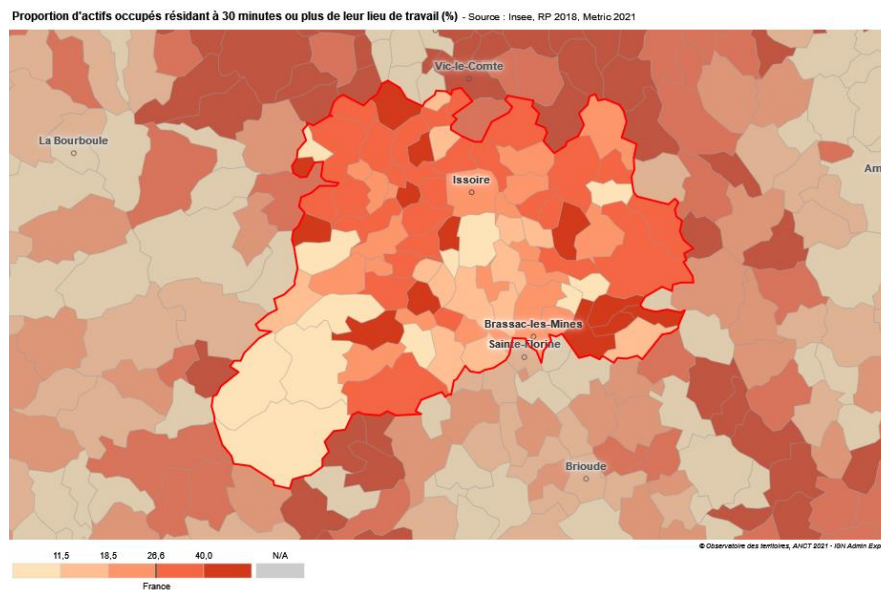 Proportion d'actifs occupés résidant à 30 minutes ou plus de leur lieu de travail (%) - Source : Insee, RP 2018, Metric 2021
Vic-le-Comte
La Bourboule
Am
Issoire
Brassac-les-Mines
Sainte-Florine
Brioude
© Observatoire des territoires, ANCT 2021 - IGN Admin Exp
11,5 18,5 26,6 40,0 N/A
France